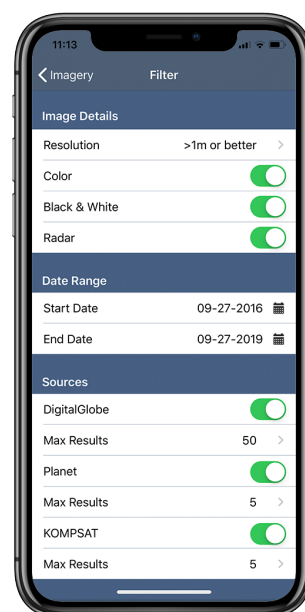 11:13
Imagery Filter
Image Details
Resolution >1m or better
Color
Black & White
Radar
Date Range
Start Date 09-27-2016
End Date 09-27-2019
Sources
DigitalGlobe
Max Results 50
Planet
Max Results 5
KOMPSAT
Max Results 5